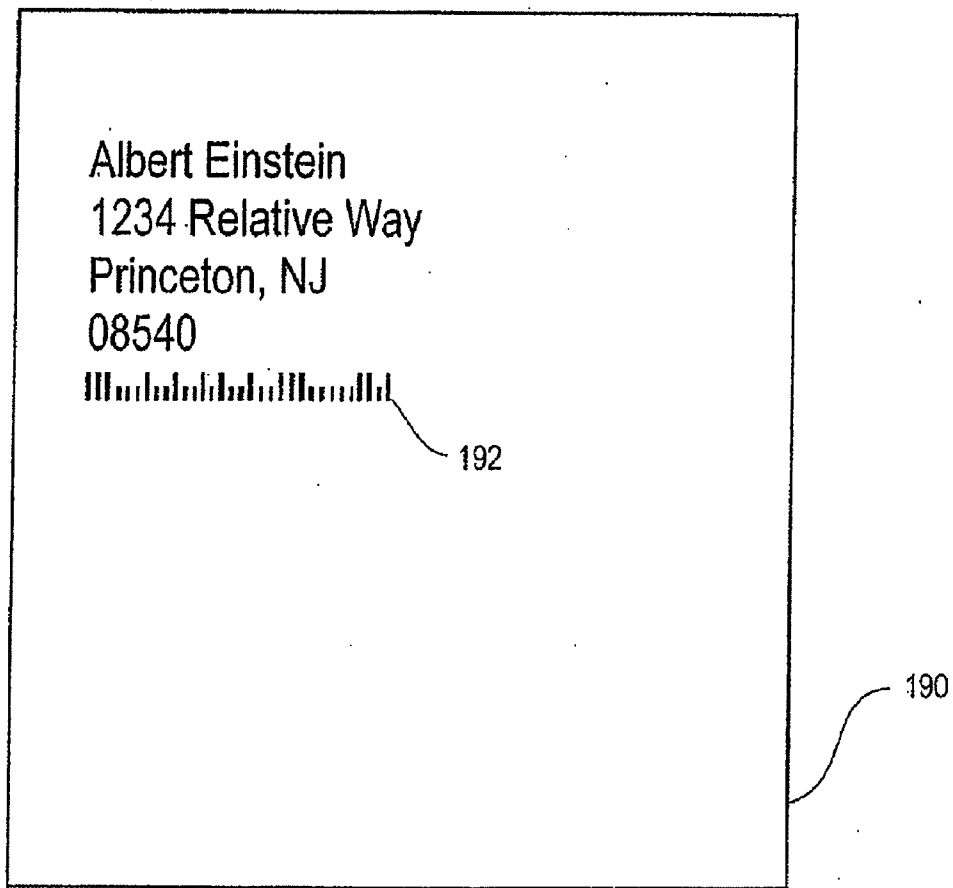 Albert Einstein
1234 Relative Way
Princeton, NJ
08540
192
190